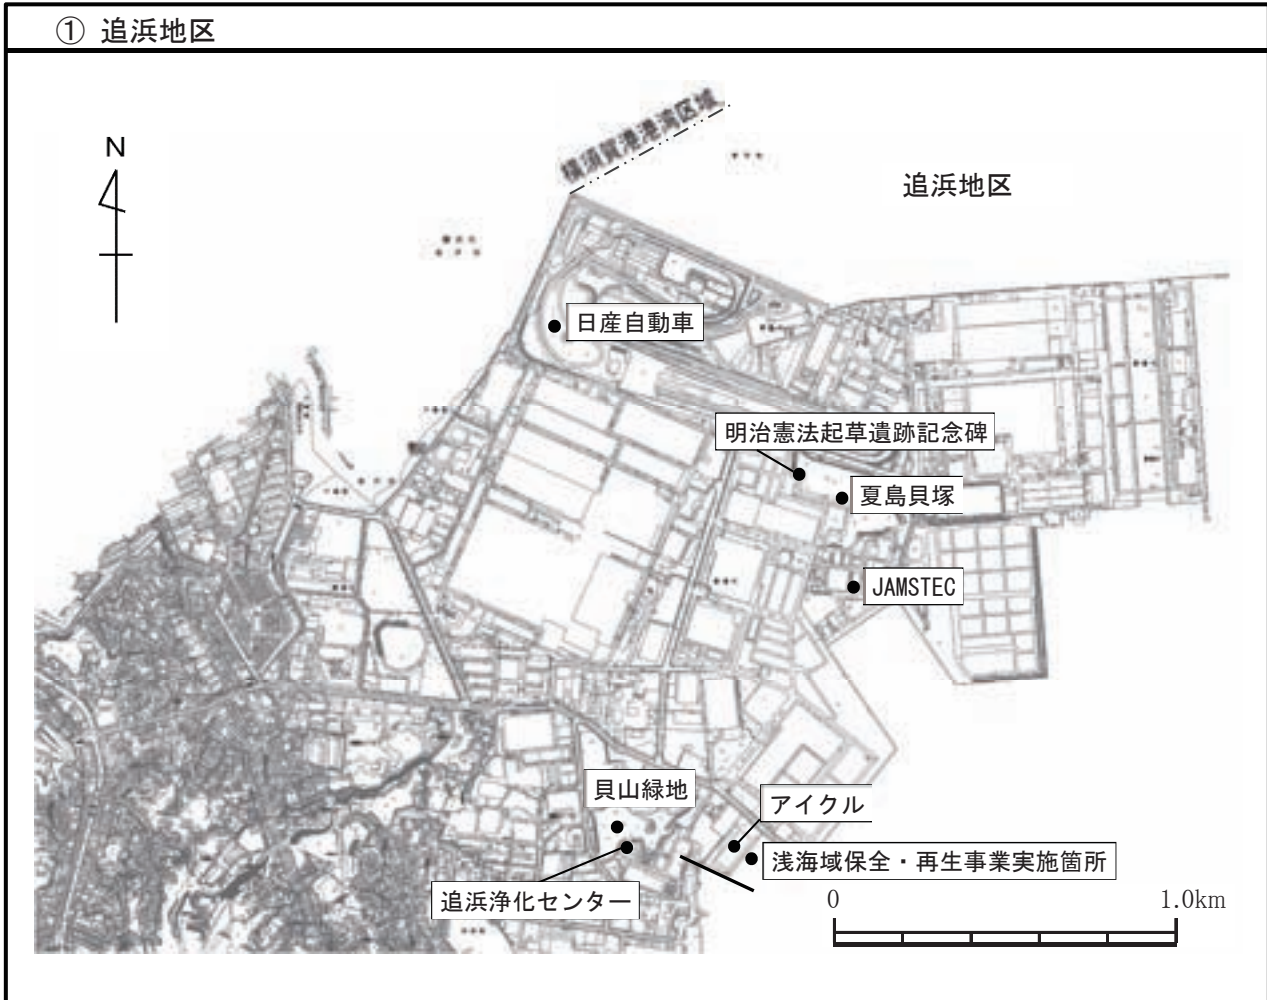 ① 追浜地区
横須賀港港湾区域
N
追浜地区
日産自動車
明治憲法起草遺跡記念碑
夏島貝塚
JAMSTEC
貝山緑地
アイクル
浅海域保全・再生事業実施箇所
追浜浄化センター
0 1.0km